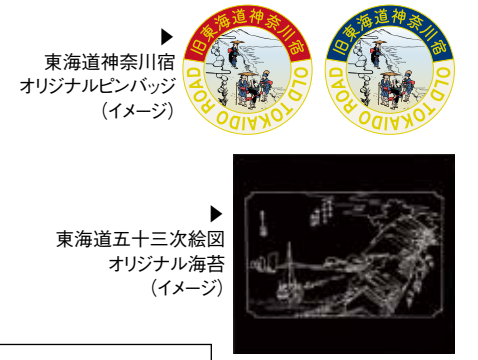 ▶
東海道神奈川宿
オリジナルピンバッジ
（イメージ）
旧東海道神奈川宿
OLD TOKAIDO ROAD
旧東海道神奈川宿
OLD TOKAIDO ROAD
▶
東海道五十三次絵図
オリジナル海苔
（イメージ）